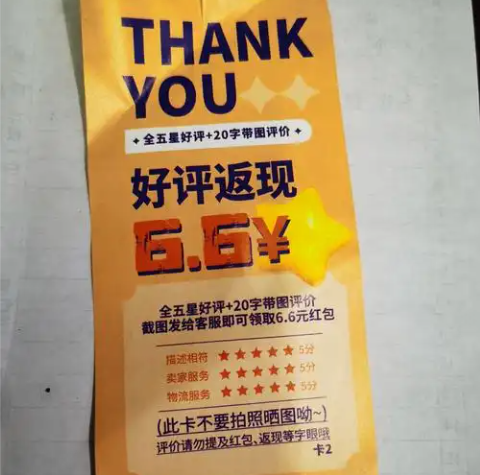 THANK
YOU
全五星好评+20字带图评价
好评返现
6.6¥
全五星好评+20字带图评价
截图发给客服即可领取6.6元红包
描述相符 ★★★★★ 5分
卖家服务 ★★★★★ 5分
物流服务 ★★★★★ 5分
(此卡不要拍照晒图呦~)
评价请勿提及红包、返现等字眼哦
卡2